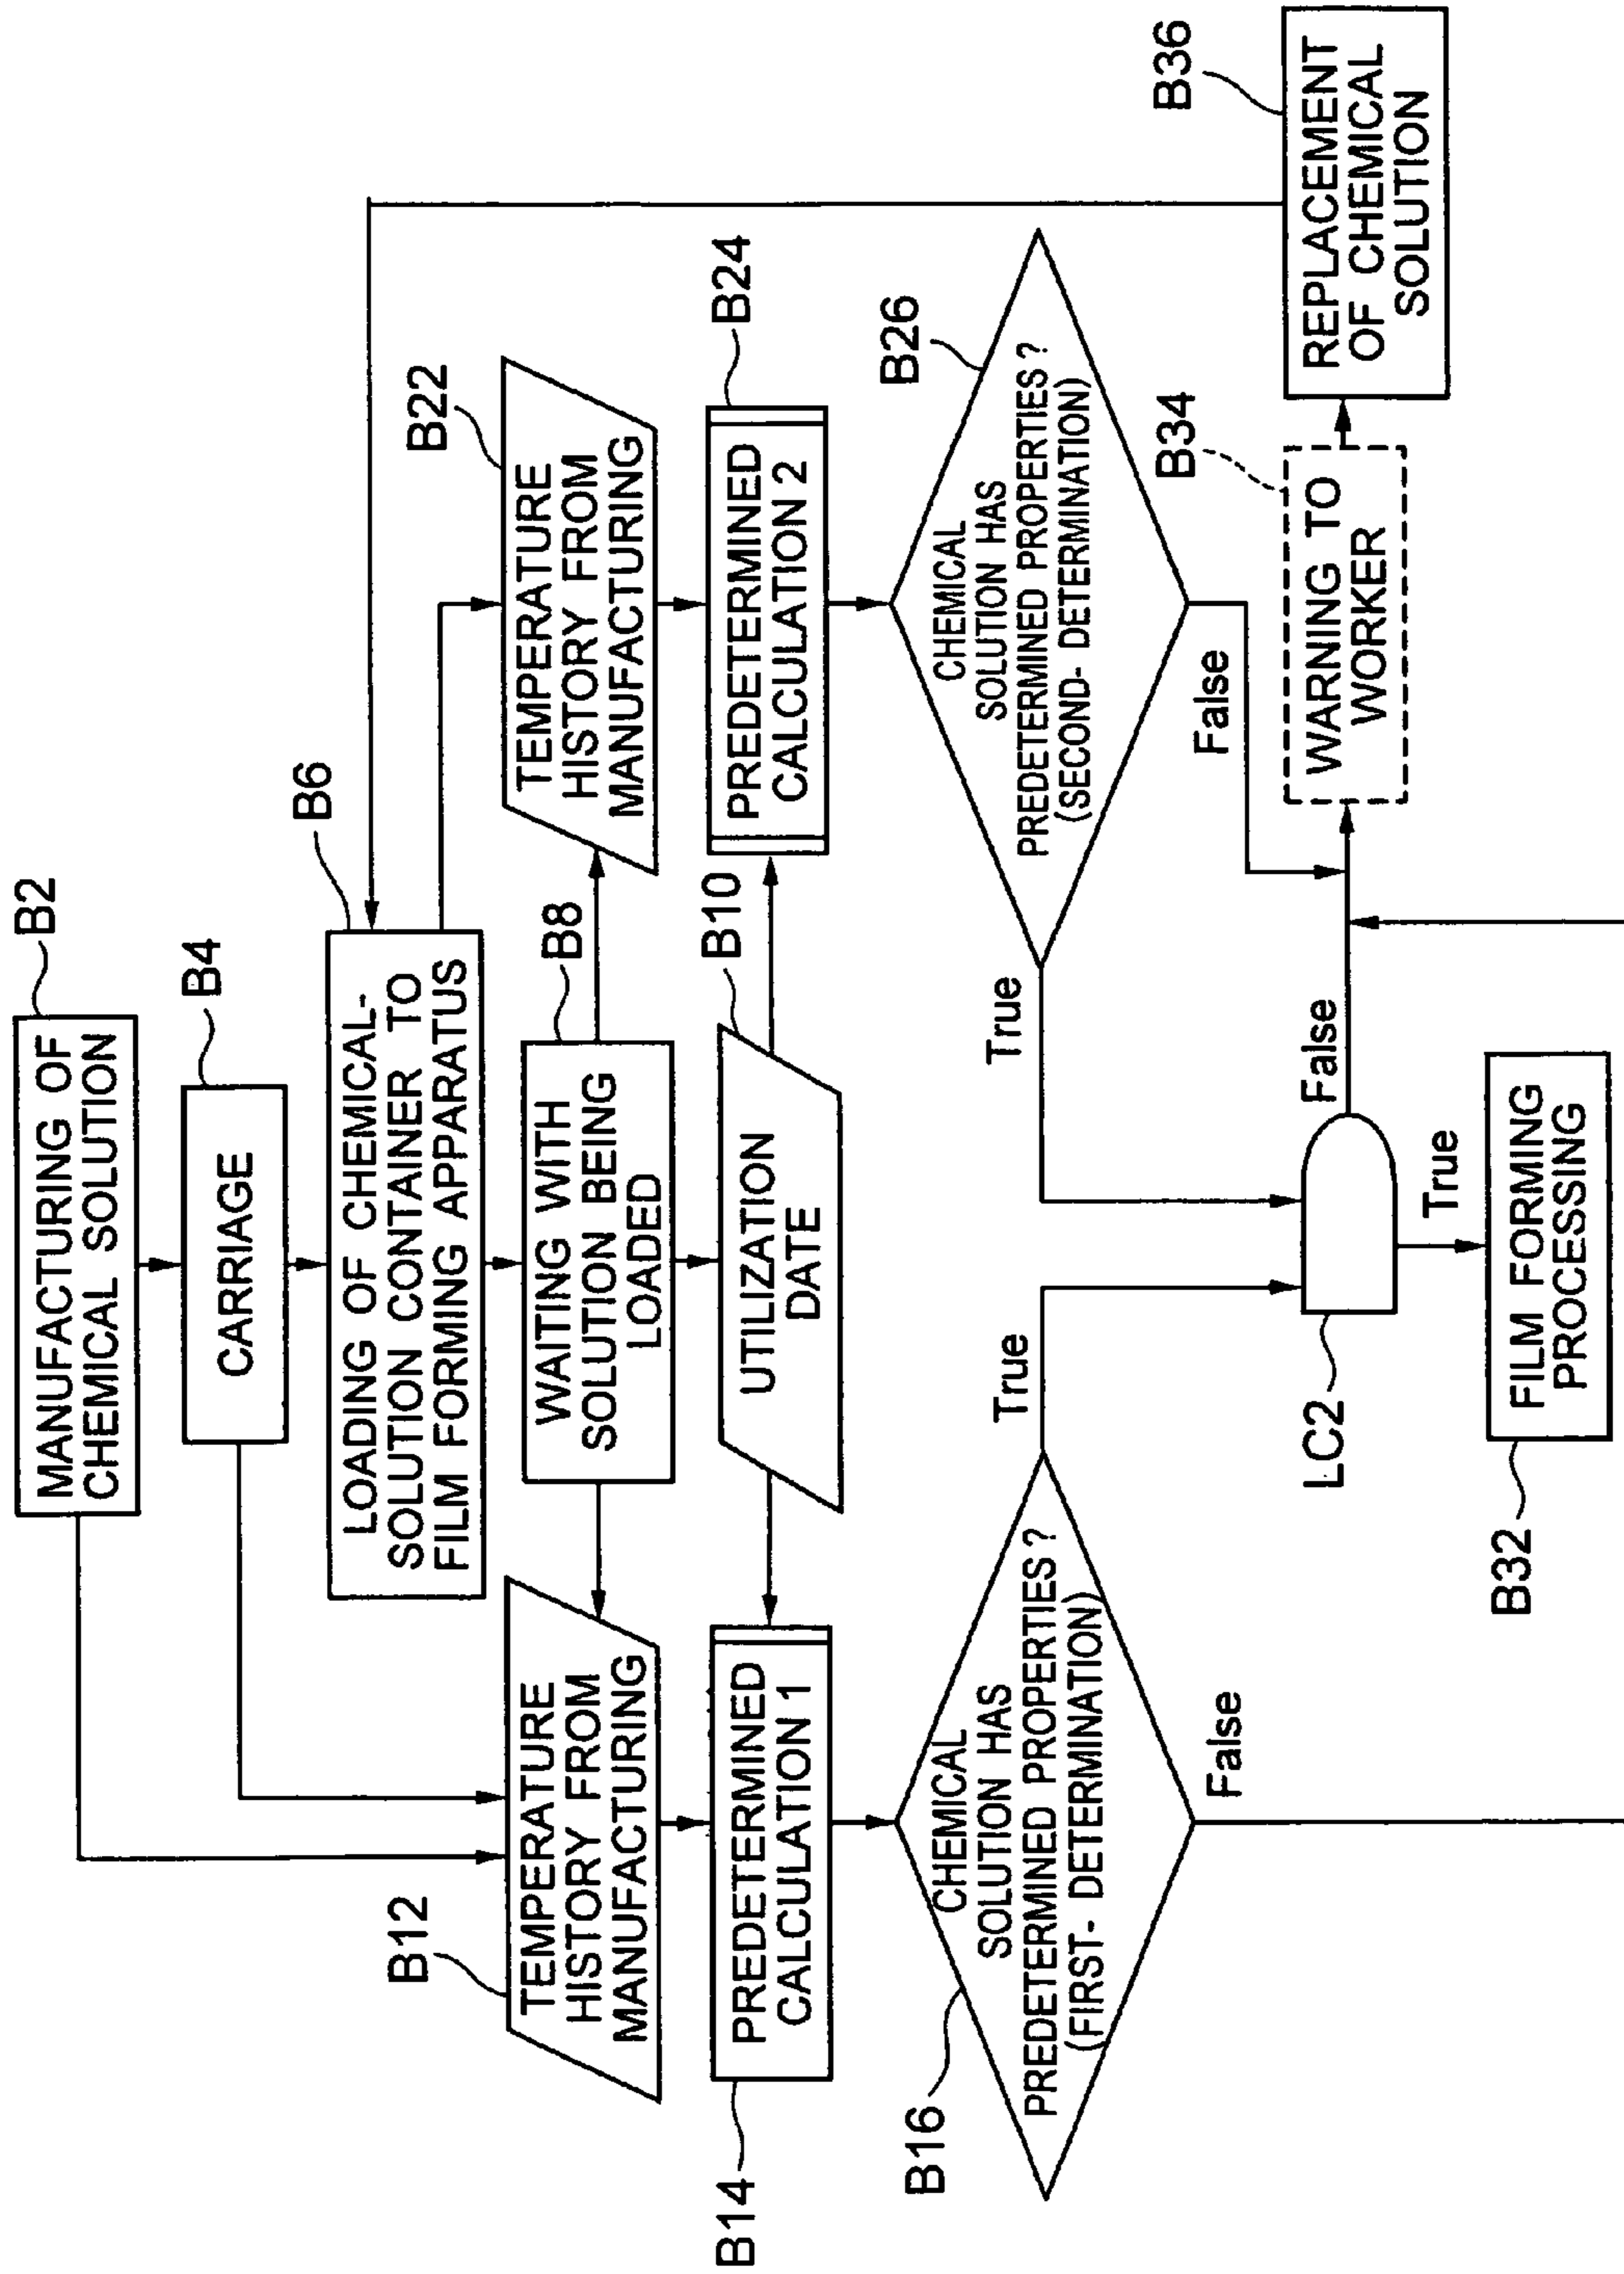 B2
MANUFACTURING OF
CHEMICAL SOLUTION
B4
CARRIAGE
B6
LOADING OF CHEMICAL-
SOLUTION CONTAINER TO
FILM FORMING APPARATUS
B12
TEMPERATURE
HISTORY FROM
MANUFACTURING
B8
WAITING WITH
SOLUTION BEING
LOADED
B22
TEMPERATURE
HISTORY FROM
MANUFACTURING
B14
PREDETERMINED
CALCULATION 1
B10
UTILIZATION
DATE
B24
PREDETERMINED
CALCULATION 2
B16
CHEMICAL
SOLUTION HAS
PREDETERMINED PROPERTIES?
(FIRST- DETERMINATION)
True
False
B26
CHEMICAL
SOLUTION HAS
PREDETERMINED PROPERTIES?
(SECOND- DETERMINATION)
True
False
LC2
False
True
B32
FILM FORMING
PROCESSING
B34
WARNING TO
WORKER
B36
REPLACEMENT
OF CHEMICAL
SOLUTION